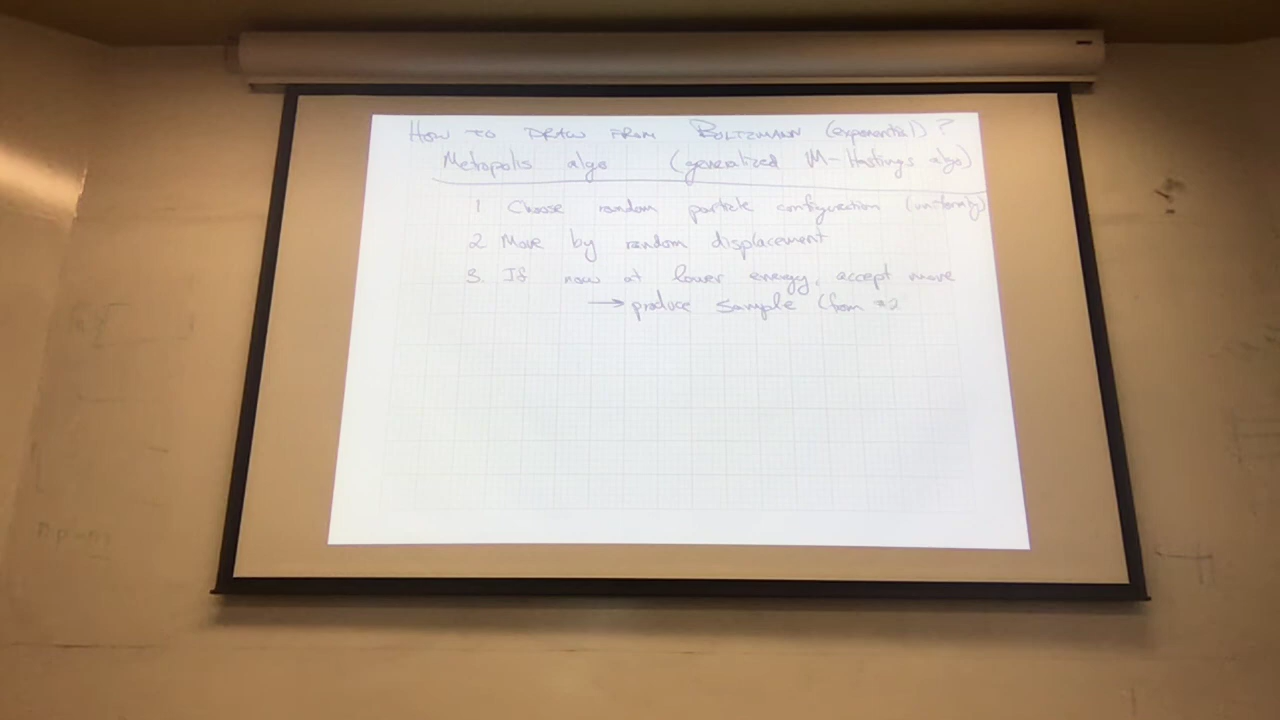 HOW TO DRAW FROM BOLTZMANN (exponential)?
Metropolis algo (generalized M-Hastings algo)
1 Choose random particle configuration (uniformly)
2 Move by random displacement
3. If now at lower energy, accept move
→ produce sample (from #2